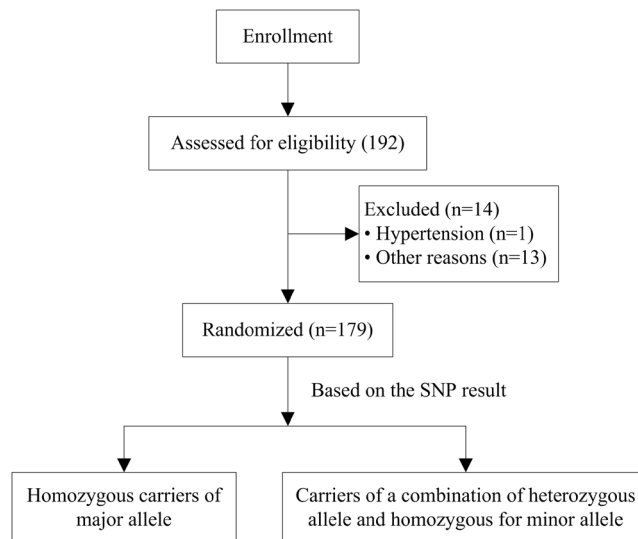 Enrollment
Assessed for eligibility (192)
Excluded (n=14)
• Hypertension (n=1)
• Other reasons (n=13)
Randomized (n=179)
Based on the SNP result
Homozygous carriers of
major allele
Carriers of a combination of heterozygous
allele and homozygous for minor allele